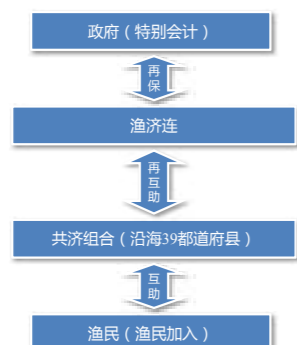 政府（特别会计）
再
保
渔济连
再
互
助
共济组合（沿海39都道府县）
互
助
渔民（渔民加入）